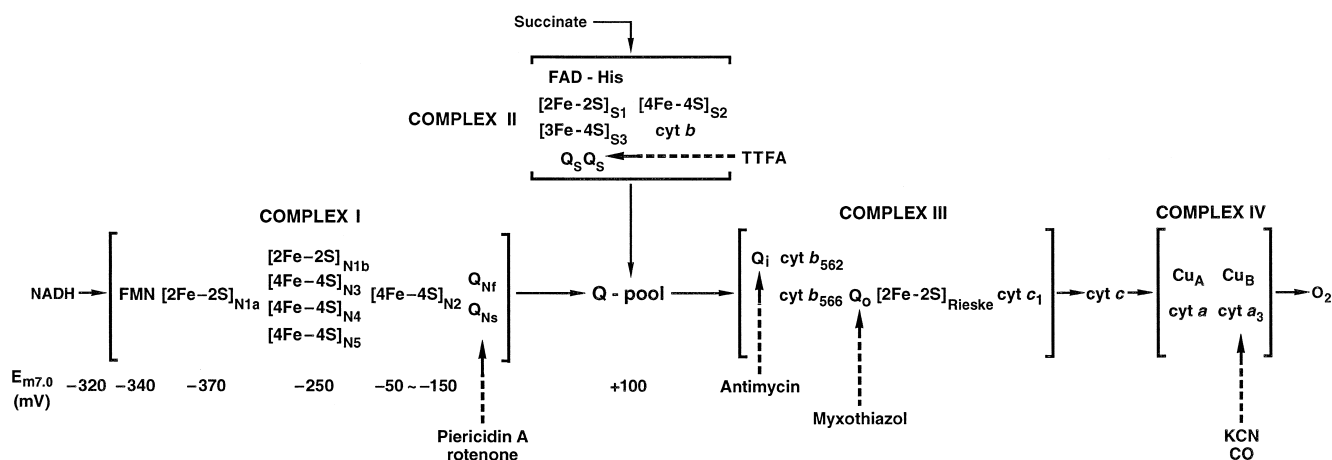 Succinate
FAD - His
[2Fe-2S]S1 [4Fe-4S]S2
COMPLEX II
[3Fe-4S]S3 cyt b
QSQS TTFA
COMPLEX I
COMPLEX III
COMPLEX IV
[2Fe-2S]N1b
[4Fe-4S]N3
NADH FMN [2Fe-2S]N1a [4Fe-4S]N4 [4Fe-4S]N2 QNf QNs
[4Fe-4S]N5
Q - pool
Qi cyt b562
cyt b566 Qo [2Fe-2S]Rieske cyt c1
cyt c
CuA CuB
cyt a cyt a3
O2
Em7.0 (mV) -320 -340 -370 -250 -50 ~ -150 +100
Antimycin
Myxothiazol
Piericidin A
rotenone
KCN
CO